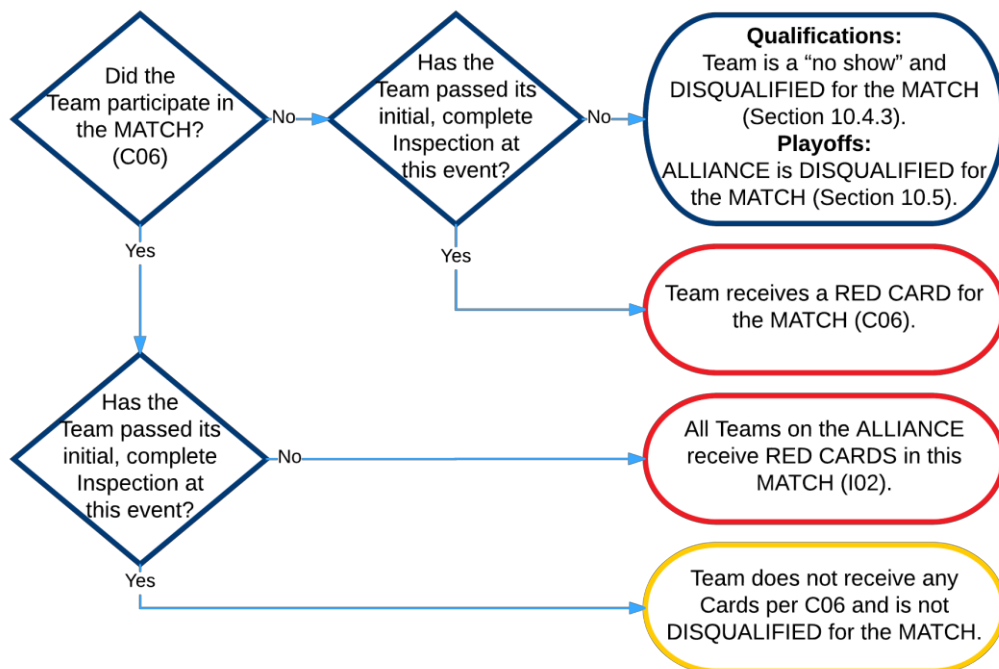 Did the
Team participate in
the MATCH?
(C06)
No
Has the
Team passed its
initial, complete
Inspection at
this event?
No
Qualifications:
Team is a “no show” and
DISQUALIFIED for the MATCH
(Section 10.4.3).
Playoffs:
ALLIANCE is DISQUALIFIED for
the MATCH (Section 10.5).
Yes
Yes
Team receives a RED CARD for
the MATCH (C06).
Has the
Team passed its
initial, complete
Inspection at
this event?
No
All Teams on the ALLIANCE
receive RED CARDS in this
MATCH (I02).
Yes
Team does not receive any
Cards per C06 and is not
DISQUALIFIED for the MATCH.